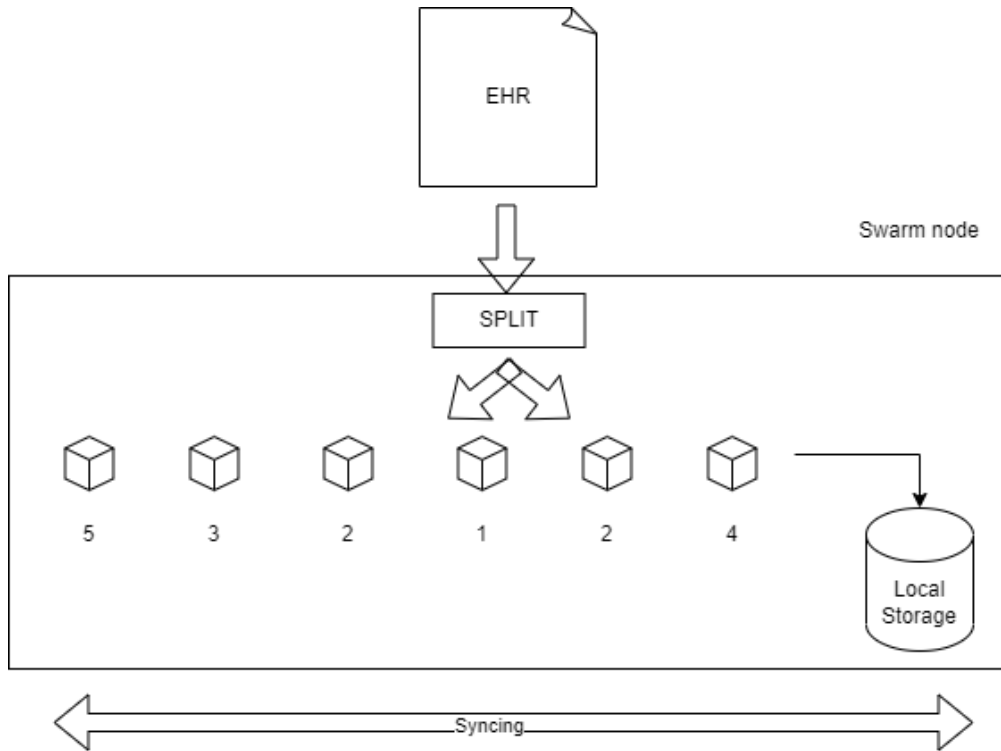 EHR
Swarm node
SPLIT
5
3
2
1
2
4
Local
Storage
Syncing